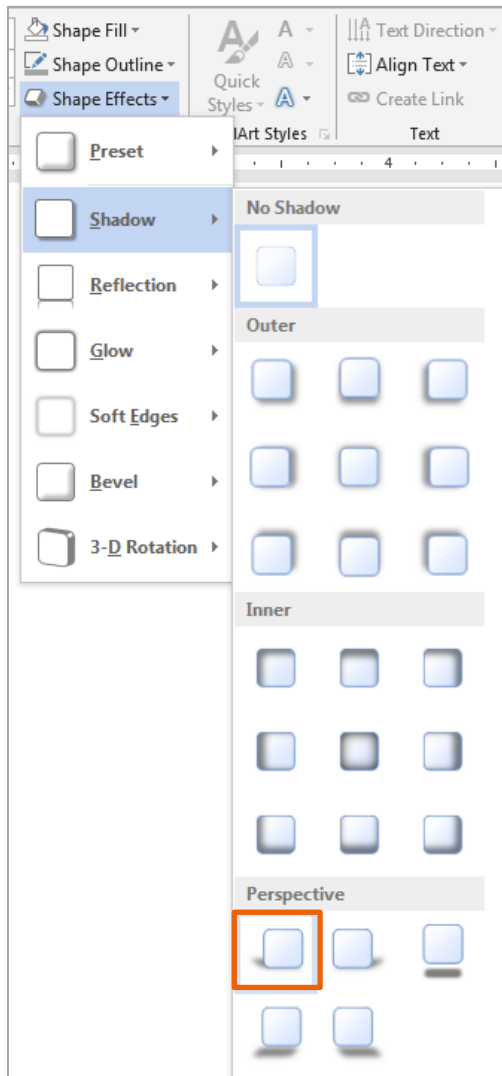 Shape Fill
Shape Outline
Shape Effects
A
A
Quick
Styles
A
A
Text Direction
Align Text
Create Link
lArt Styles
Text
4
Preset
Shadow
Reflection
Glow
Soft Edges
Bevel
3-D Rotation
No Shadow
Outer
Inner
Perspective